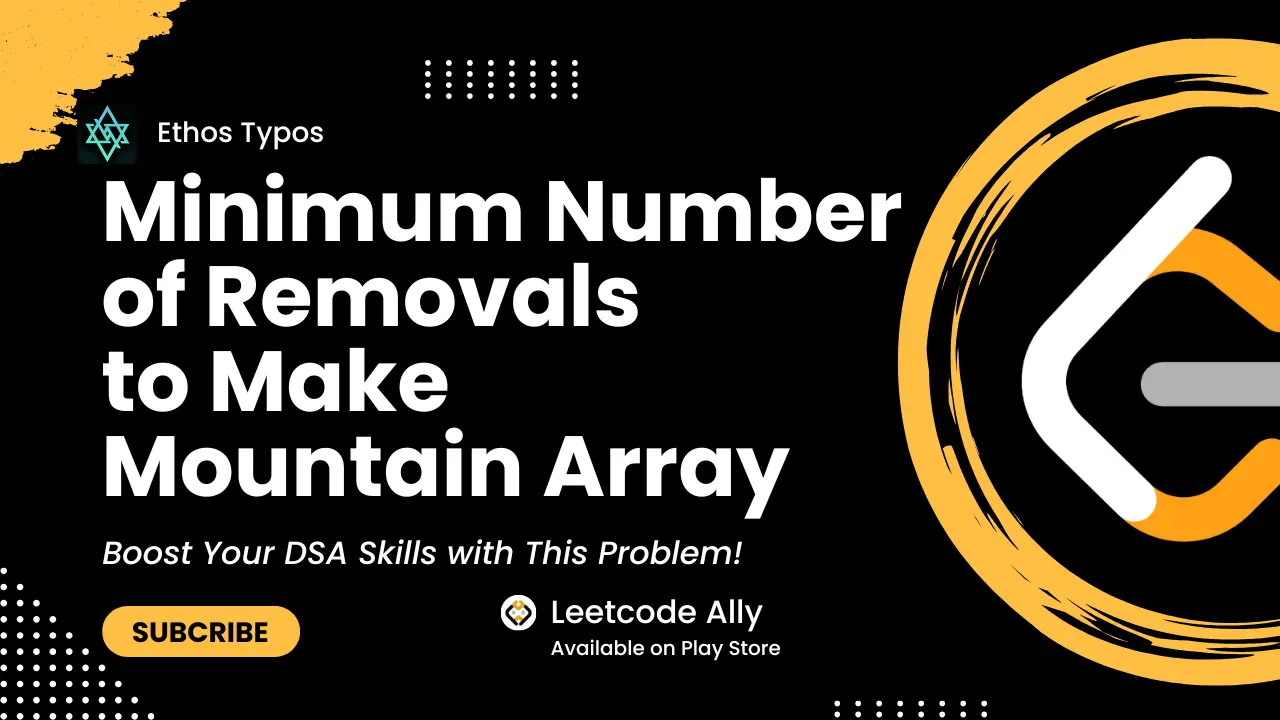 Ethos Typos
Minimum Number
of Removals
to Make
Mountain Array
Boost Your DSA Skills with This Problem!
SUBCRIBE
Leetcode Ally
Available on Play Store